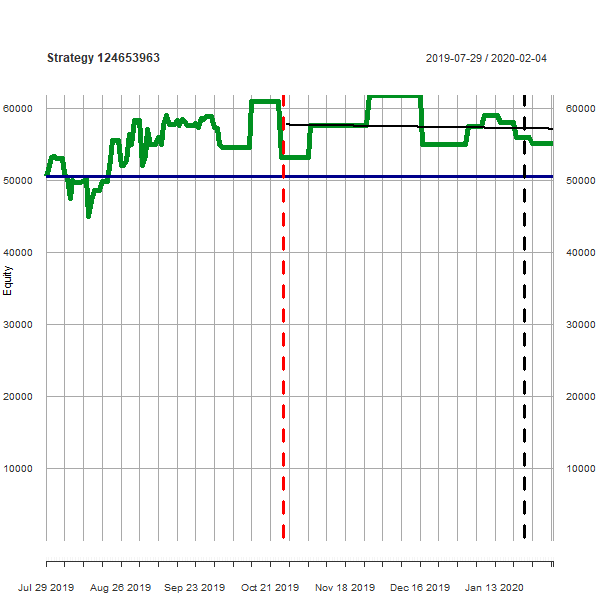 Strategy 124653963 2019-07-29 / 2020-02-04
60000 60000
50000 50000
40000 40000
Equity
30000 30000
20000 20000
10000 10000
Jul 29 2019 Aug 26 2019 Sep 23 2019 Oct 21 2019 Nov 18 2019 Dec 16 2019 Jan 13 2020